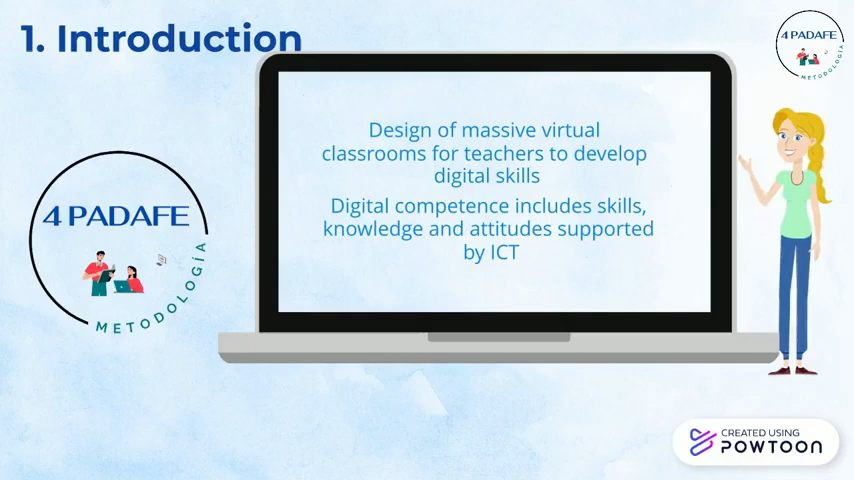 1. Introduction
4 PADAFE
METODOLOGÍA
Design of massive virtual
classrooms for teachers to develop
digital skills
Digital competence includes skills,
knowledge and attitudes supported
by ICT
4 PADAFE
METODOLOGÍA
CREATED USING
POWTOON